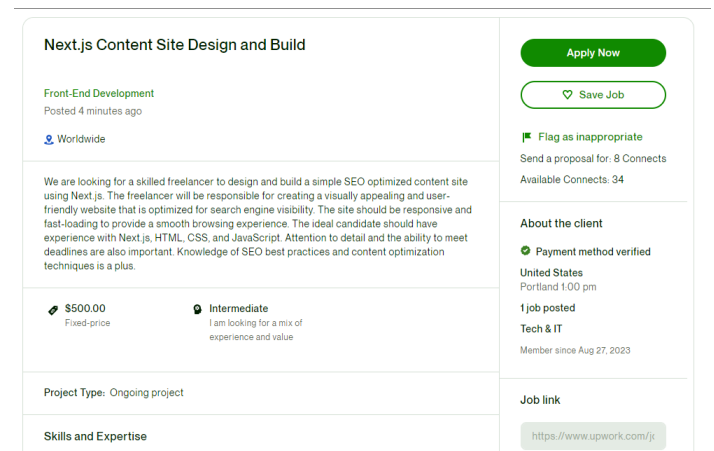 Next.js Content Site Design and Build
Front-End Development
Posted 4 minutes ago
Worldwide
We are looking for a skilled freelancer to design and build a simple SEO optimized content site
using Next.js. The freelancer will be responsible for creating a visually appealing and user-
friendly website that is optimized for search engine visibility. The site should be responsive and
fast-loading to provide a smooth browsing experience. The ideal candidate should have
experience with Next.js, HTML, CSS, and JavaScript. Attention to detail and the ability to meet
deadlines are also important. Knowledge of SEO best practices and content optimization
techniques is a plus.
$500.00
Fixed-price
Intermediate
I am looking for a mix of
experience and value
Project Type: Ongoing project
Skills and Expertise
Apply Now
Save Job
Flag as inappropriate
Send a proposal for: 8 Connects
Available Connects: 34
About the client
Payment method verified
United States
Portland 1:00 pm
1 job posted
Tech & IT
Member since Aug 27, 2023
Job link
https://www.upwork.com/jo